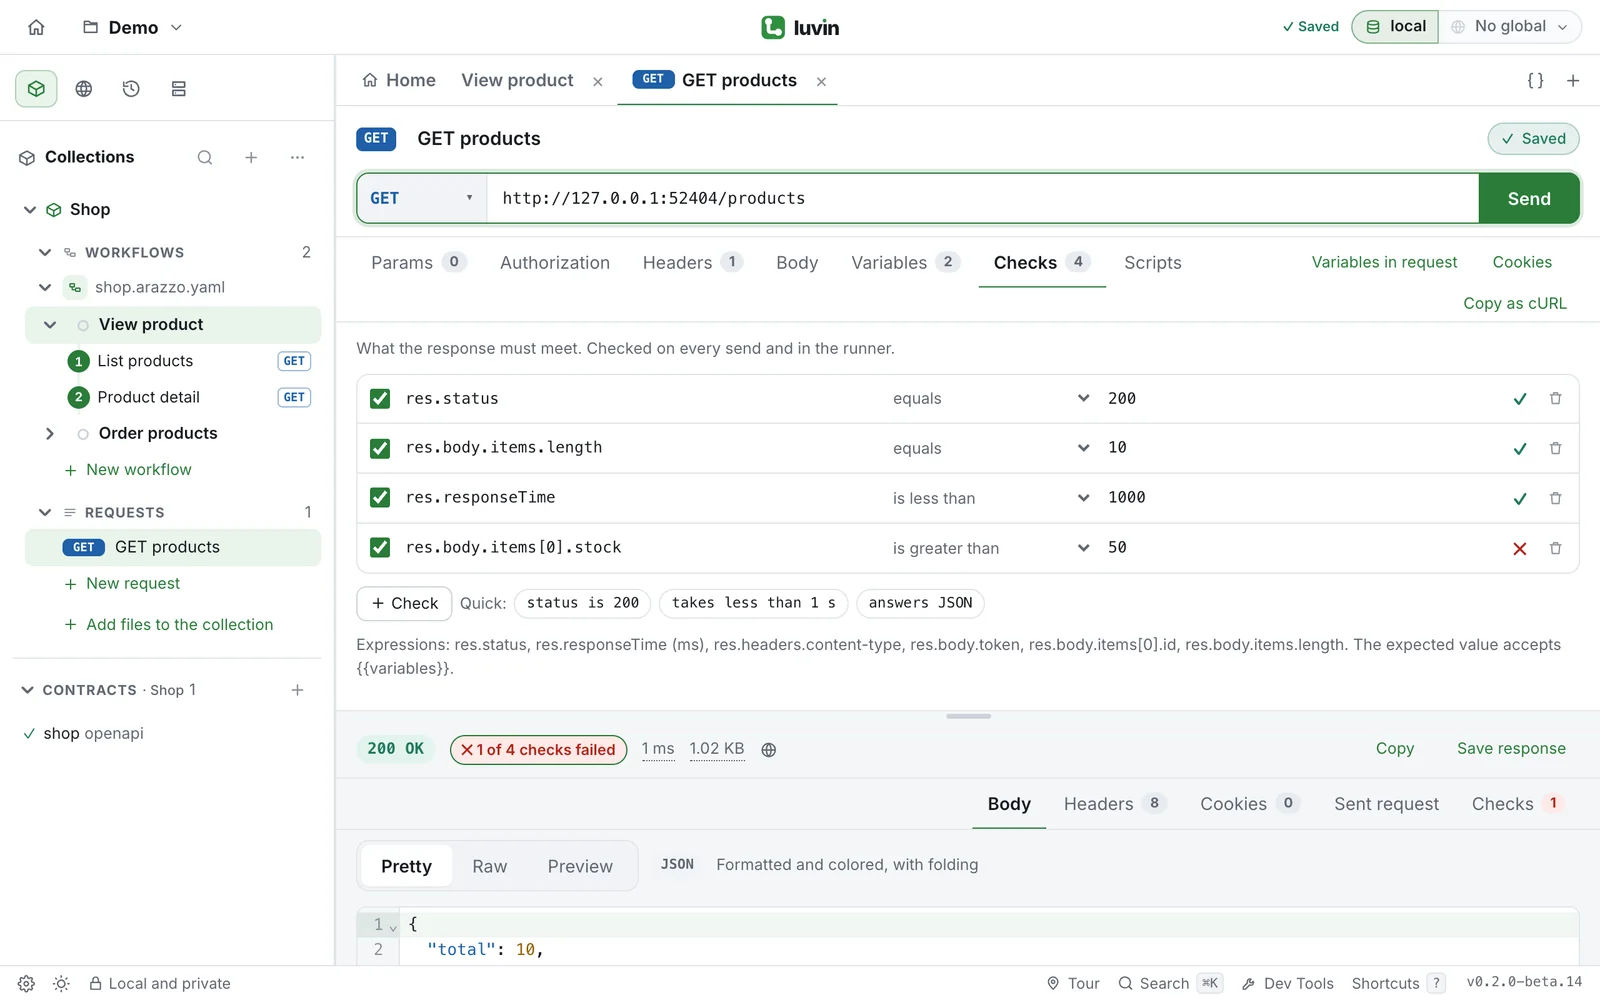 Demo
luvin
Saved
local
No global
Home
View product
GET
GET products
Collections
GET
GET products
Saved
GET
http://127.0.0.1:52404/products
Send
Shop
WORKFLOWS
2
shop.arazzo.yaml
View product
1
List products
GET
2
Product detail
GET
Order products
+ New workflow
REQUESTS
1
GET
GET products
+ New request
+ Add files to the collection
CONTRACTS · Shop 1
shop openapi
Params 0
Authorization
Headers 1
Body
Variables 2
Checks 4
Scripts
Variables in request
Cookies
Copy as cURL
What the response must meet. Checked on every send and in the runner.
res.status equals 200
res.body.items.length equals 10
res.responseTime is less than 1000
res.body.items[0].stock is greater than 50
+ Check
Quick:
status is 200
takes less than 1 s
answers JSON
Expressions: res.status, res.responseTime (ms), res.headers.content-type, res.body.token, res.body.items[0].id, res.body.items.length. The expected value accepts
{{variables}}.
200 OK
1 of 4 checks failed
1 ms
1.02 KB
Copy
Save response
Body
Headers 8
Cookies 0
Sent request
Checks 1
Pretty
Raw
Preview
JSON
Formatted and colored, with folding
1 {
2 "total": 10,
Local and private
Tour
Search ⌘K
Dev Tools
Shortcuts ?
v0.2.0-beta.14